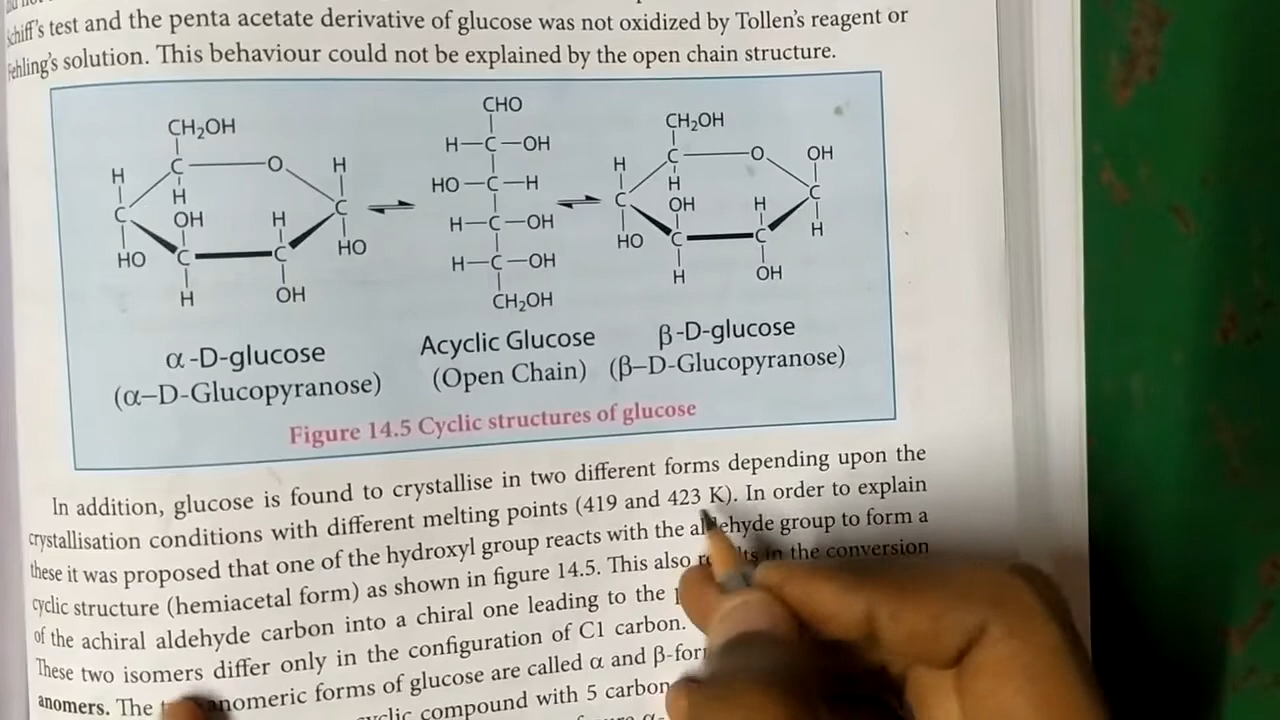 Schiff's test and the penta acetate derivative of glucose was not oxidized by Tollen's reagent or
Fehling's solution. This behaviour could not be explained by the open chain structure.
CH₂OH
C O
H H
H
C C
OH H
HO HO
C C
H OH
α-D-glucose
(α–D-Glucopyranose)
CHO
H—C—OH
HO—C—H
H—C—OH
H—C—OH
CH₂OH
Acyclic Glucose
(Open Chain)
CH₂OH
C O OH
H
H
C C
OH H
HO H
C C
H OH
β-D-glucose
(β–D-Glucopyranose)
Figure 14.5 Cyclic structures of glucose
In addition, glucose is found to crystallise in two different forms depending upon the
crystallisation conditions with different melting points (419 and 423 K). In order to explain
these it was proposed that one of the hydroxyl group reacts with the aldehyde group to form a
cyclic structure (hemiacetal form) as shown in figure 14.5. This also results in the conversion
of the achiral aldehyde carbon into a chiral one leading to the
These two isomers differ only in the configuration of C1 carbon.
anomers. The anomeric forms of glucose are called α and β-for
compound with 5 carbon